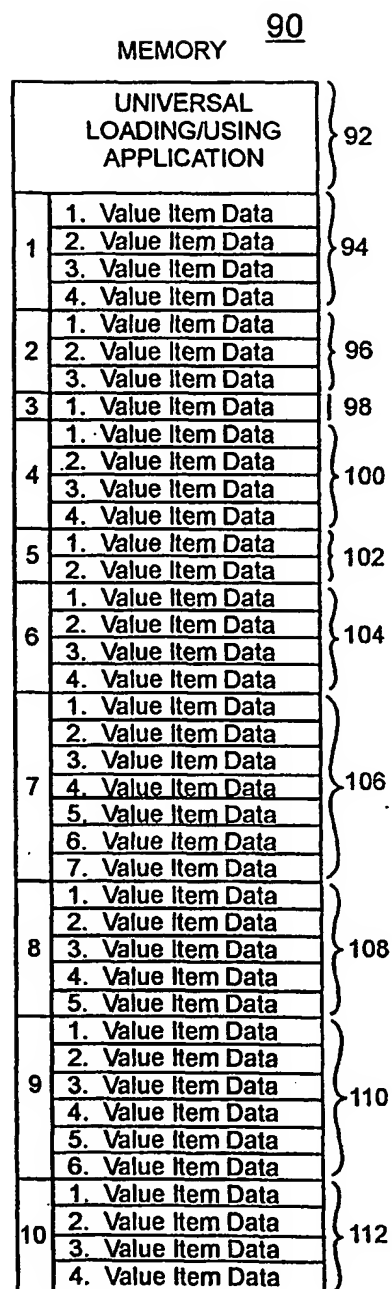 90
MEMORY
UNIVERSAL
LOADING/USING
APPLICATION
92
1
1. Value Item Data
2. Value Item Data
3. Value Item Data
4. Value Item Data
94
2
1. Value Item Data
2. Value Item Data
3. Value Item Data
96
3
1. Value Item Data
98
4
1. Value Item Data
2. Value Item Data
3. Value Item Data
4. Value Item Data
100
5
1. Value Item Data
2. Value Item Data
102
6
1. Value Item Data
2. Value Item Data
3. Value Item Data
4. Value Item Data
104
7
1. Value Item Data
2. Value Item Data
3. Value Item Data
4. Value Item Data
5. Value Item Data
6. Value Item Data
7. Value Item Data
106
8
1. Value Item Data
2. Value Item Data
3. Value Item Data
4. Value Item Data
5. Value Item Data
108
9
1. Value Item Data
2. Value Item Data
3. Value Item Data
4. Value Item Data
5. Value Item Data
6. Value Item Data
110
10
1. Value Item Data
2. Value Item Data
3. Value Item Data
4. Value Item Data
112